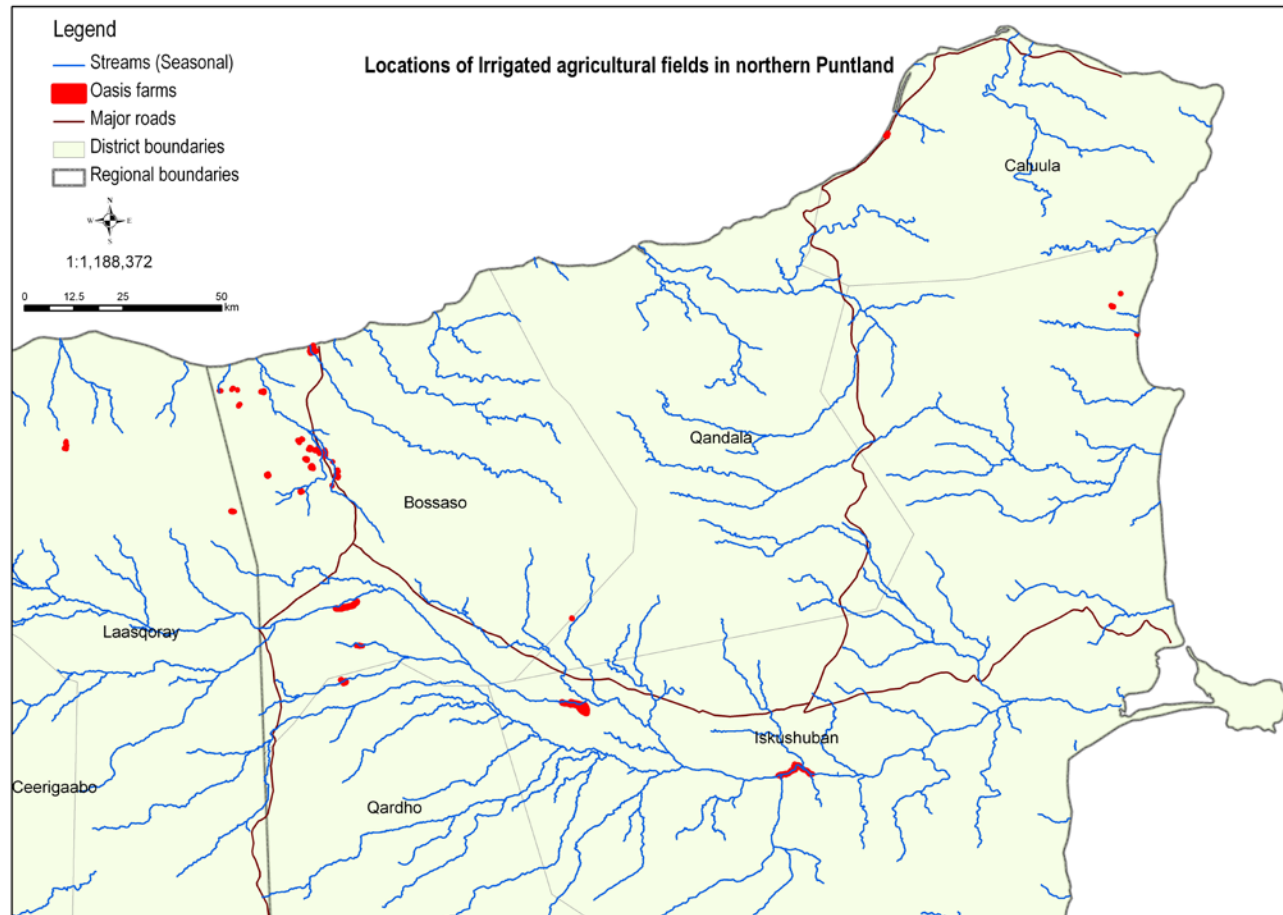 Legend
Streams (Seasonal)
Oasis farms
Major roads
District boundaries
Regional boundaries
N
W E
S
1:1,188,372
0 12.5 25 50
km
Locations of Irrigated agricultural fields in northern Puntland
Caluula
Qandala
Bossaso
Laasqoray
Iskushuban
Ceerigaabo
Qardho